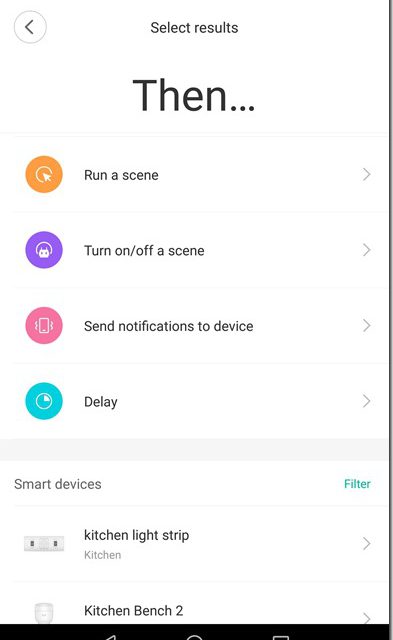 Select results
Then...
Run a scene
Turn on/off a scene
Send notifications to device
Delay
Smart devices
Filter
kitchen light strip
Kitchen
Kitchen Bench 2